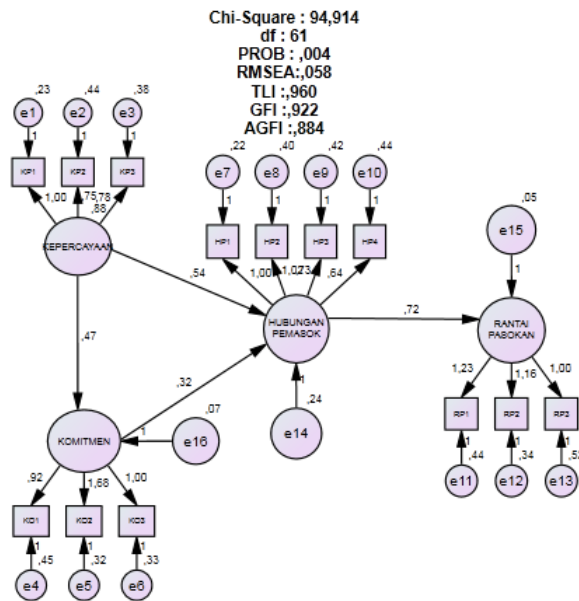 Chi-Square : 94,914
df : 61
PROB : ,004
RMSEA:,058
TLI :,960
GFI :,922
AGFI :,884
,23 ,44 ,38
e1 e2 e3
1 1 1
KP1 KP2 KP3
1,00 ,75 ,78
,88
KEPERCAYAAN
,22 ,40 ,42 ,44
e7 e8 e9 e10
1 1 1 1
HP1 HP2 HP3 HP4
1,00 1,07 ,73 ,64
HUBUNGAN
PEMASOK
,54
,47
,32
,72
,05
e15
1
RANTAI
PASOKAN
1,23 1,16 1,00
RP1 RP2 RP3
1 1 1
,44 ,34 ,52
e11 e12 e13
1
,24
e14
KOMITMEN
1
,07
e16
,92 1,68 1,00
KO1 KO2 KO3
1 1 1
,45 ,32 ,33
e4 e5 e6